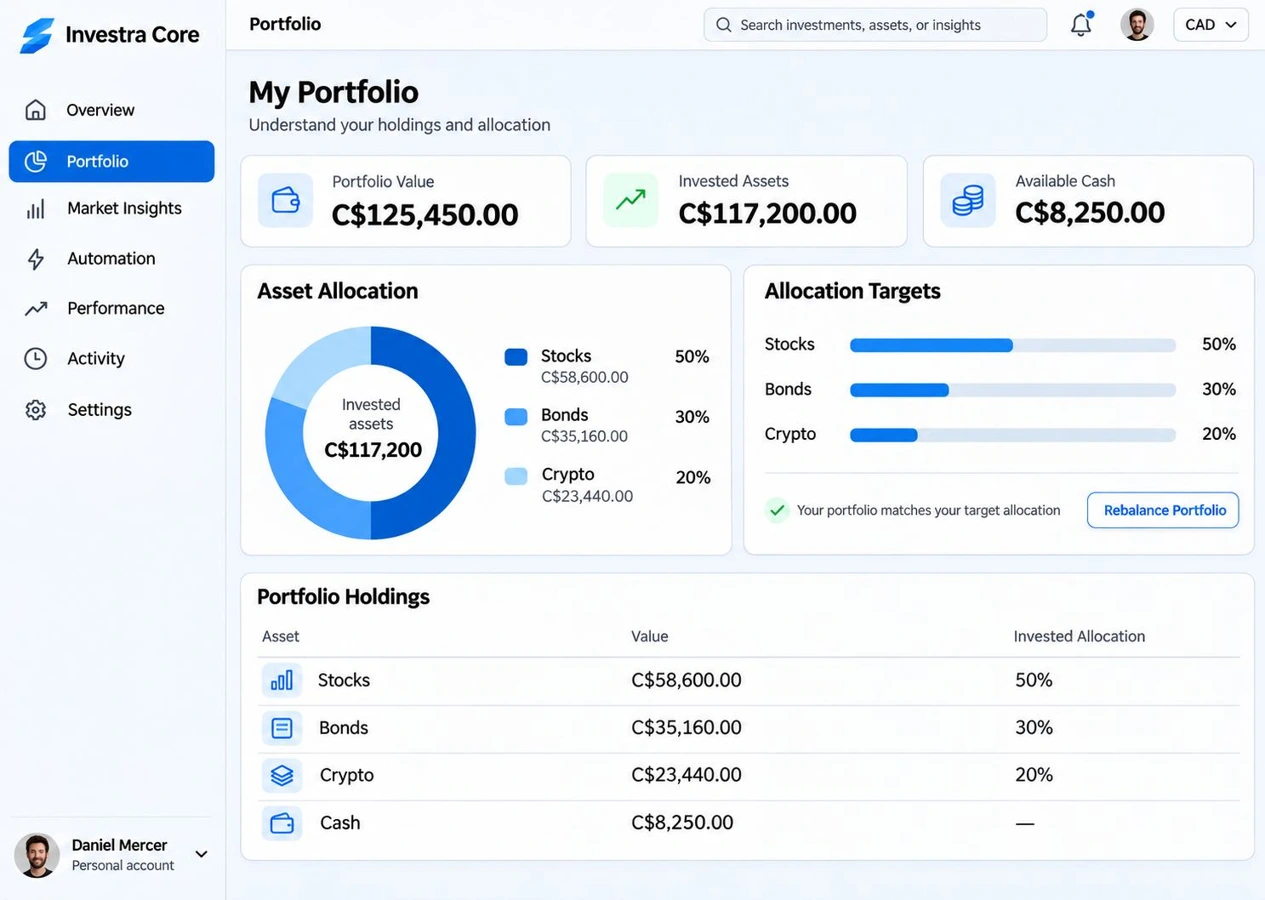 Investra Core
Portfolio
Search investments, assets, or insights
CAD
Overview
Portfolio
Market Insights
Automation
Performance
Activity
Settings
My Portfolio
Understand your holdings and allocation
Portfolio Value
C$125,450.00
Invested Assets
C$117,200.00
Available Cash
C$8,250.00
Asset Allocation
Invested
assets
C$117,200
Stocks 50%
C$58,600.00
Bonds 30%
C$35,160.00
Crypto 20%
C$23,440.00
Allocation Targets
Stocks 50%
Bonds 30%
Crypto 20%
Your portfolio matches your target allocation
Rebalance Portfolio
Portfolio Holdings
Asset Value Invested Allocation
Stocks C$58,600.00 50%
Bonds C$35,160.00 30%
Crypto C$23,440.00 20%
Cash C$8,250.00 —
Daniel Mercer
Personal account